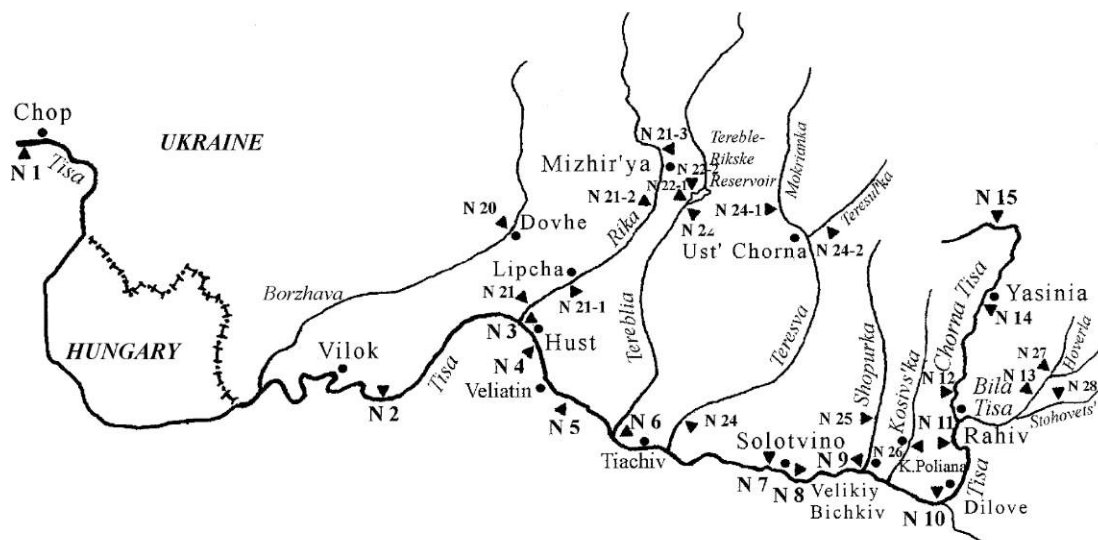 Chop
UKRAINE
N 1
Tisa
N 21-3
Mizhir'ya
Tereble-
Rikske
Reservoir
N 22-2
N 22-1
N 21-2
N 22
Mokrianka
N 24-1
N 20
Dovhe
Rika
Ust' Chorna
N 24-2
N 15
Lipcha
N 21
N 21-1
Borzhava
Tereblia
Teresva
Shopurka
Kosivs'ka
Chorna Tisa
Yasinia
N 14
HUNGARY
Vilok
Tisa
N 3
Hust
N 4
N 2
Veliatin
N 5
N 12
Bila
Tisa
N 27
N 13
Hoverla
N 28
Stohovets'
N 6
Tiachiv
N 24
N 25
N 11
Rahiv
Solotvino
N 9
N 26
K.Poliana
Tisa
N 7
N 8
Velikiy
Bichkiv
N 10
Dilove